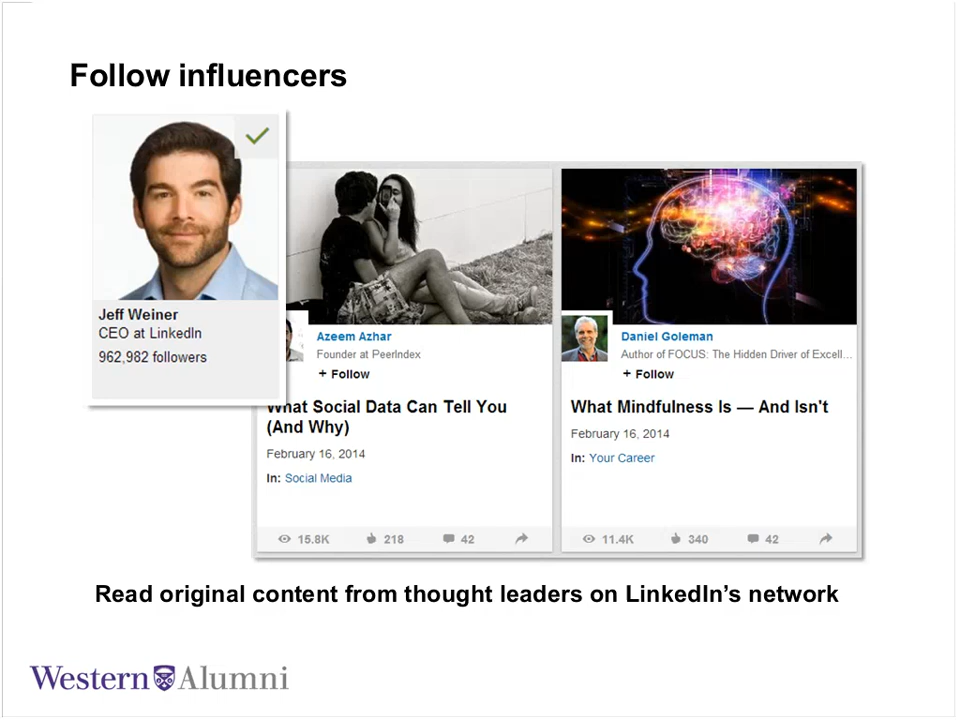 Follow influencers
Jeff Weiner
CEO at LinkedIn
962,982 followers
Azeem Azhar
Founder at PeerIndex
+ Follow
What Social Data Can Tell You
(And Why)
February 16, 2014
In: Social Media
15.8K 218 42
Daniel Goleman
Author of FOCUS: The Hidden Driver of Excell...
+ Follow
What Mindfulness Is — And Isn't
February 16, 2014
In: Your Career
11.4K 340 42
Read original content from thought leaders on LinkedIn’s network
Western Alumni